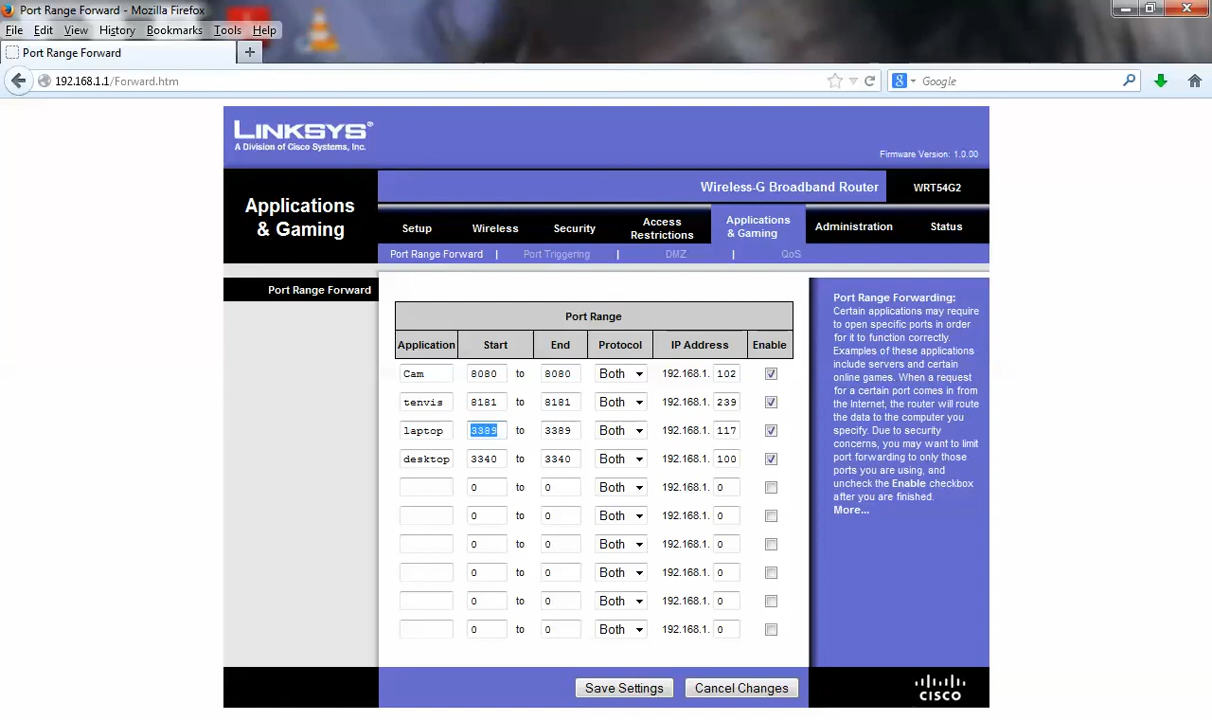 Port Range Forward - Mozilla Firefox
File Edit View History Bookmarks Tools Help
Port Range Forward +
192.168.1.1/Forward.htm
Google
LINKSYS®
A Division of Cisco Systems, Inc.
Firmware Version: 1.0.00
Wireless-G Broadband Router WRT54G2
Applications
& Gaming
Setup Wireless Security Access Restrictions Applications & Gaming Administration Status
Port Range Forward | Port Triggering | DMZ | QoS
Port Range Forward
Port Range
Application Start End Protocol IP Address Enable
Cam 8080 to 8080 Both 192.168.1. 102
tenvis 8181 to 8181 Both 192.168.1. 239
laptop 3389 to 3389 Both 192.168.1. 117
desktop 3340 to 3340 Both 192.168.1. 100
0 to 0 Both 192.168.1. 0
0 to 0 Both 192.168.1. 0
0 to 0 Both 192.168.1. 0
0 to 0 Both 192.168.1. 0
0 to 0 Both 192.168.1. 0
0 to 0 Both 192.168.1. 0
Port Range Forwarding:
Certain applications may require
to open specific ports in order
for it to function correctly.
Examples of these applications
include servers and certain
online games. When a request
for a certain port comes in from
the Internet, the router will route
the data to the computer you
specify. Due to security
concerns, you may want to limit
port forwarding to only those
ports you are using, and
uncheck the Enable checkbox
after you are finished.
More...
Save Settings Cancel Changes
CISCO